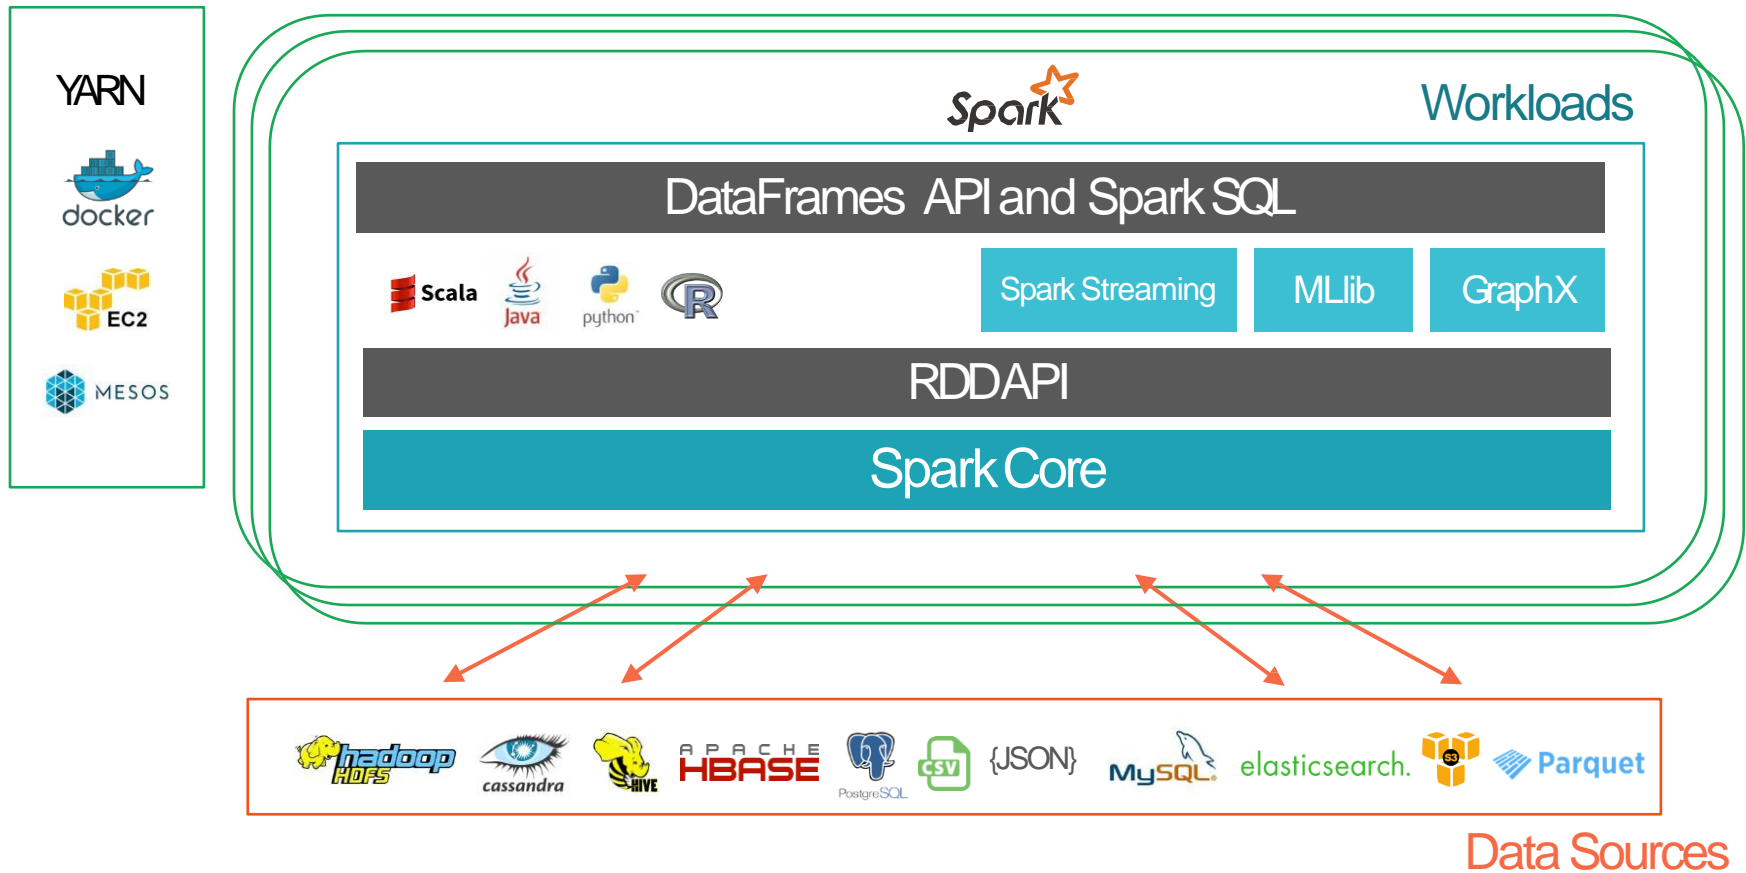 YARN
docker
EC2
MESOS
Spark
Workloads
DataFrames API and Spark SQL
Scala
Java
python
R
Spark Streaming
MLlib
GraphX
RDD API
Spark Core
hadoop
HDFS
cassandra
HIVE
APACHE
HBASE
PostgreSQL
CSV
{JSON}
MySQL.
elasticsearch.
S3
Parquet
Data Sources